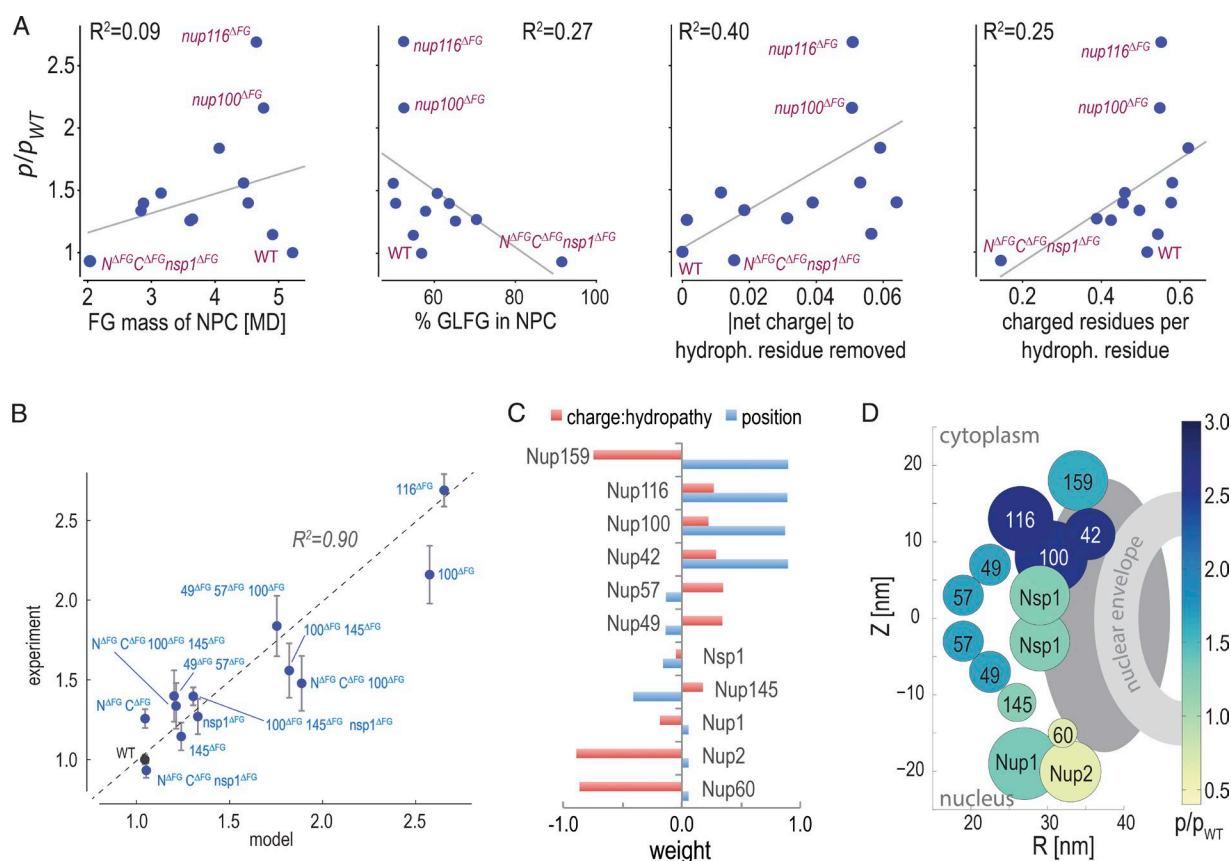 A
R²=0.09
R²=0.27
R²=0.40
R²=0.25
p/pWT
2.5
2
1.5
1
nup116ΔFG
nup100ΔFG
NΔFGCΔFGnsp1ΔFG
WT
2
3
4
5
FG mass of NPC [MD]
nup116ΔFG
nup100ΔFG
NΔFGCΔFGnsp1ΔFG
WT
60
80
100
% GLFG in NPC
nup116ΔFG
nup100ΔFG
WT
NΔFGCΔFGnsp1ΔFG
0
0.02
0.04
0.06
|net charge| to
hydroph. residue removed
nup116ΔFG
nup100ΔFG
NΔFGCΔFGnsp1ΔFG
WT
0.2
0.4
0.6
charged residues per
hydroph. residue
B
experiment
2.5
2.0
1.5
1.0
116ΔFG
R²=0.90
100ΔFG
49ΔFG 57ΔFG 100ΔFG
NΔFG CΔFG 100ΔFG 145ΔFG
100ΔFG 145ΔFG
49ΔFG 57ΔFG
NΔFG CΔFG 100ΔFG
NΔFG CΔFG
nsp1ΔFG
100ΔFG 145ΔFG nsp1ΔFG
145ΔFG
WT
NΔFG CΔFG nsp1ΔFG
1.0
1.5
2.0
2.5
model
C
charge:hydropathy
position
Nup159
Nup116
Nup100
Nup42
Nup57
Nup49
Nsp1
Nup145
Nup1
Nup2
Nup60
-1.0
0.0
1.0
weight
D
cytoplasm
Z [nm]
20
10
0
−10
−20
159
116
42
100
49
57
Nsp1
Nsp1
57
49
145
60
Nup1
Nup2
nuclear envelope
nucleus
20
30
40
R [nm]
3.0
2.5
2.0
1.5
1.0
0.5
p/pWT